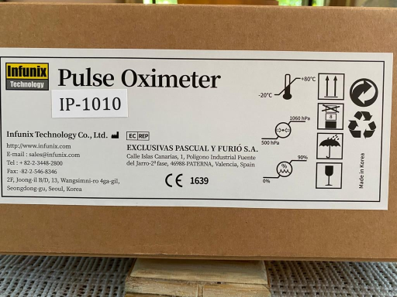 Infunix
Technology
Pulse Oximeter
IP-1010
Infunix Technology Co., Ltd.
http://www.infunix.com
E-mail : sales@infunix.com
Tel : + 82-2-3448-2800
Fax: -82-2-546-8346
2F, Joong-il B/D, 13, Wangsimni-ro 4ga-gil,
Seongdong-gu, Seoul, Korea
EC REP
EXCLUSIVAS PASCUAL Y FURIÓ S.A.
Calle Islas Canarias, 1, Polígono Industrial Fuente
del Jarro-2ª fase, 46988 PATERNA, Valencia, Spain
CE 1639
+80°C
-20°C
1060 hPa
500 hPa
90%
0%
Made in Korea